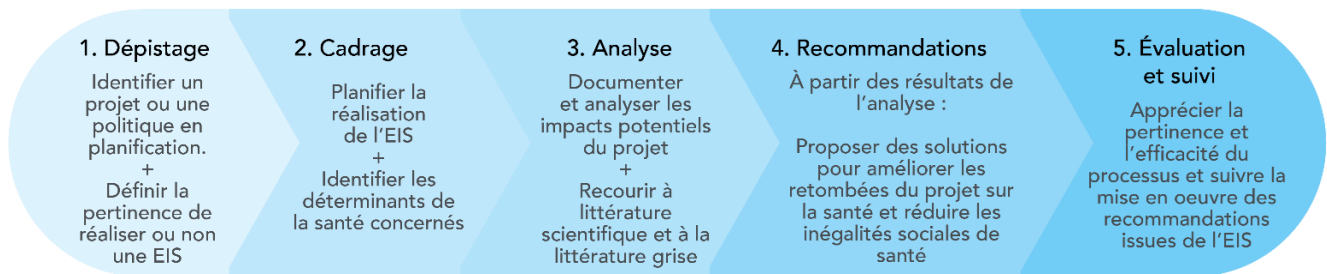 1. Dépistage
Identifier un
projet ou une
politique en
planification.
+
Définir la
pertinence de
réaliser ou non
une EIS
2. Cadrage
Planifier la
réalisation
de l'EIS
+
Identifier les
déterminants de
la santé concernés
3. Analyse
Documenter
et analyser les
impacts potentiels
du projet
+
Recourir à
littérature
scientifique et à la
littérature grise
4. Recommandations
À partir des résultats de
l'analyse :
Proposer des solutions
pour améliorer les
retombées du projet sur
la santé et réduire les
inégalités sociales de
santé
5. Évaluation
et suivi
Apprécier la
pertinence et
l'efficacité du
processus et suivre la
mise en oeuvre des
recommandations
issues de l'EIS